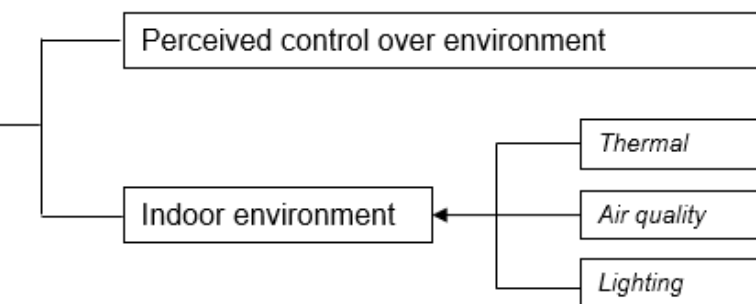 Perceived control over environment
Thermal
Indoor environment
Air quality
Lighting